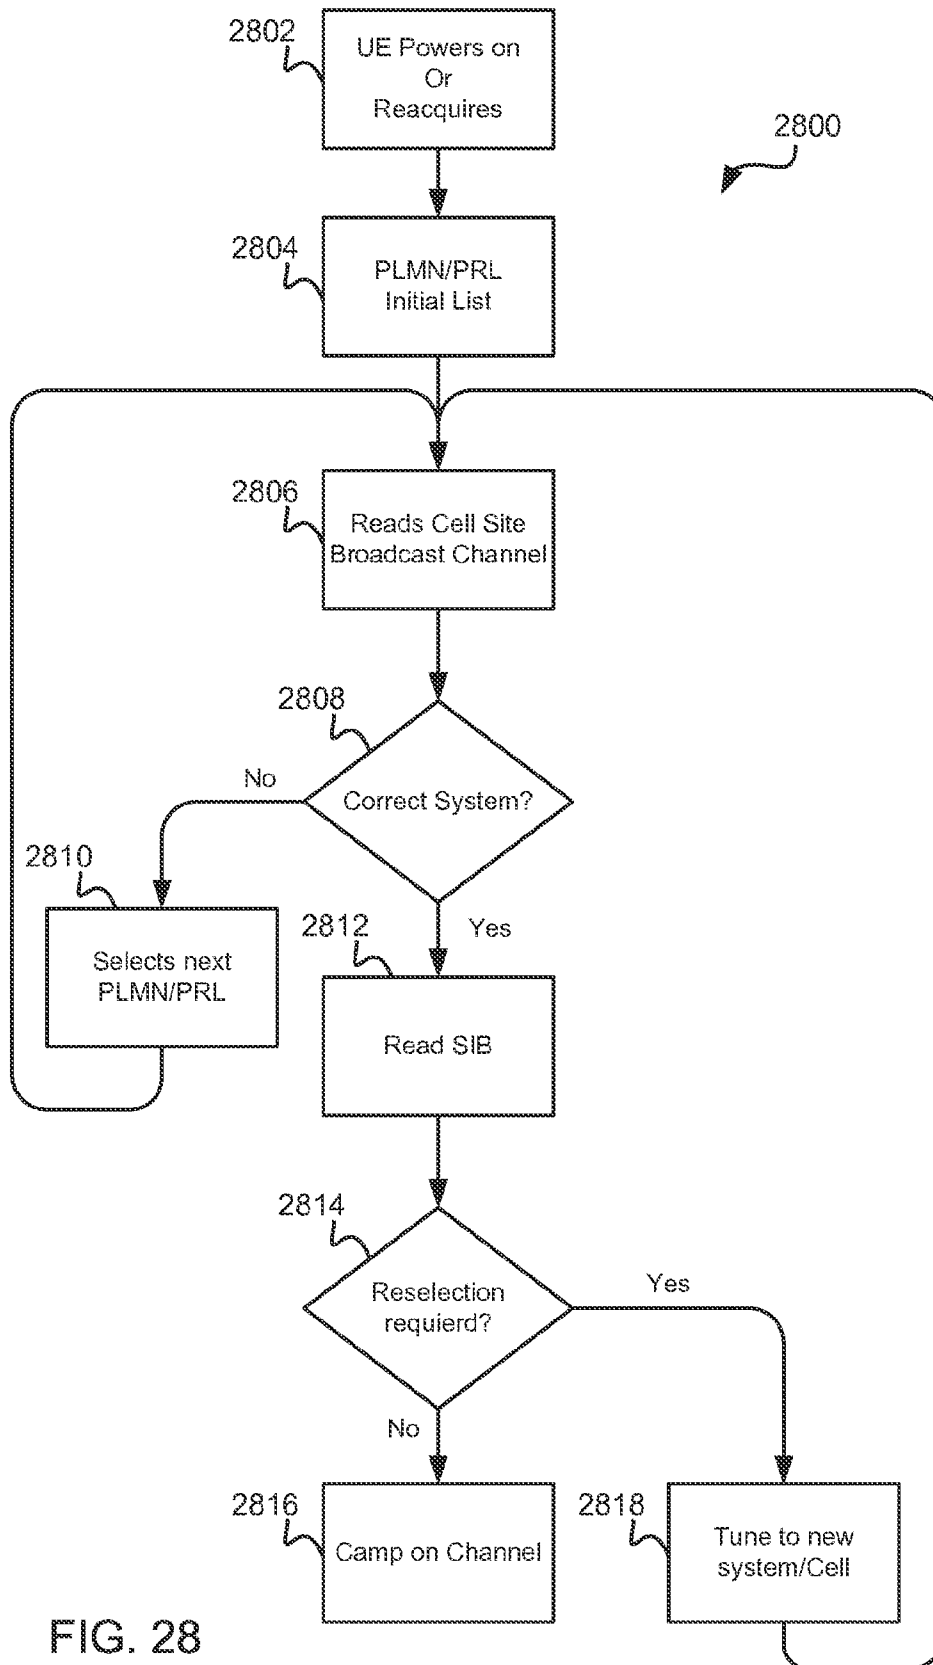 2802
UE Powers on
Or
Reacquires
2800
2804
PLMN/PRL
Initial List
2806
Reads Cell Site
Broadcast Channel
2808
No
Correct System?
2810
Yes
2812
Selects next
PLMN/PRL
Read SIB
2814
Reselection
requierd?
Yes
No
2816
Camp on Channel
2818
Tune to new
system/Cell
FIG. 28